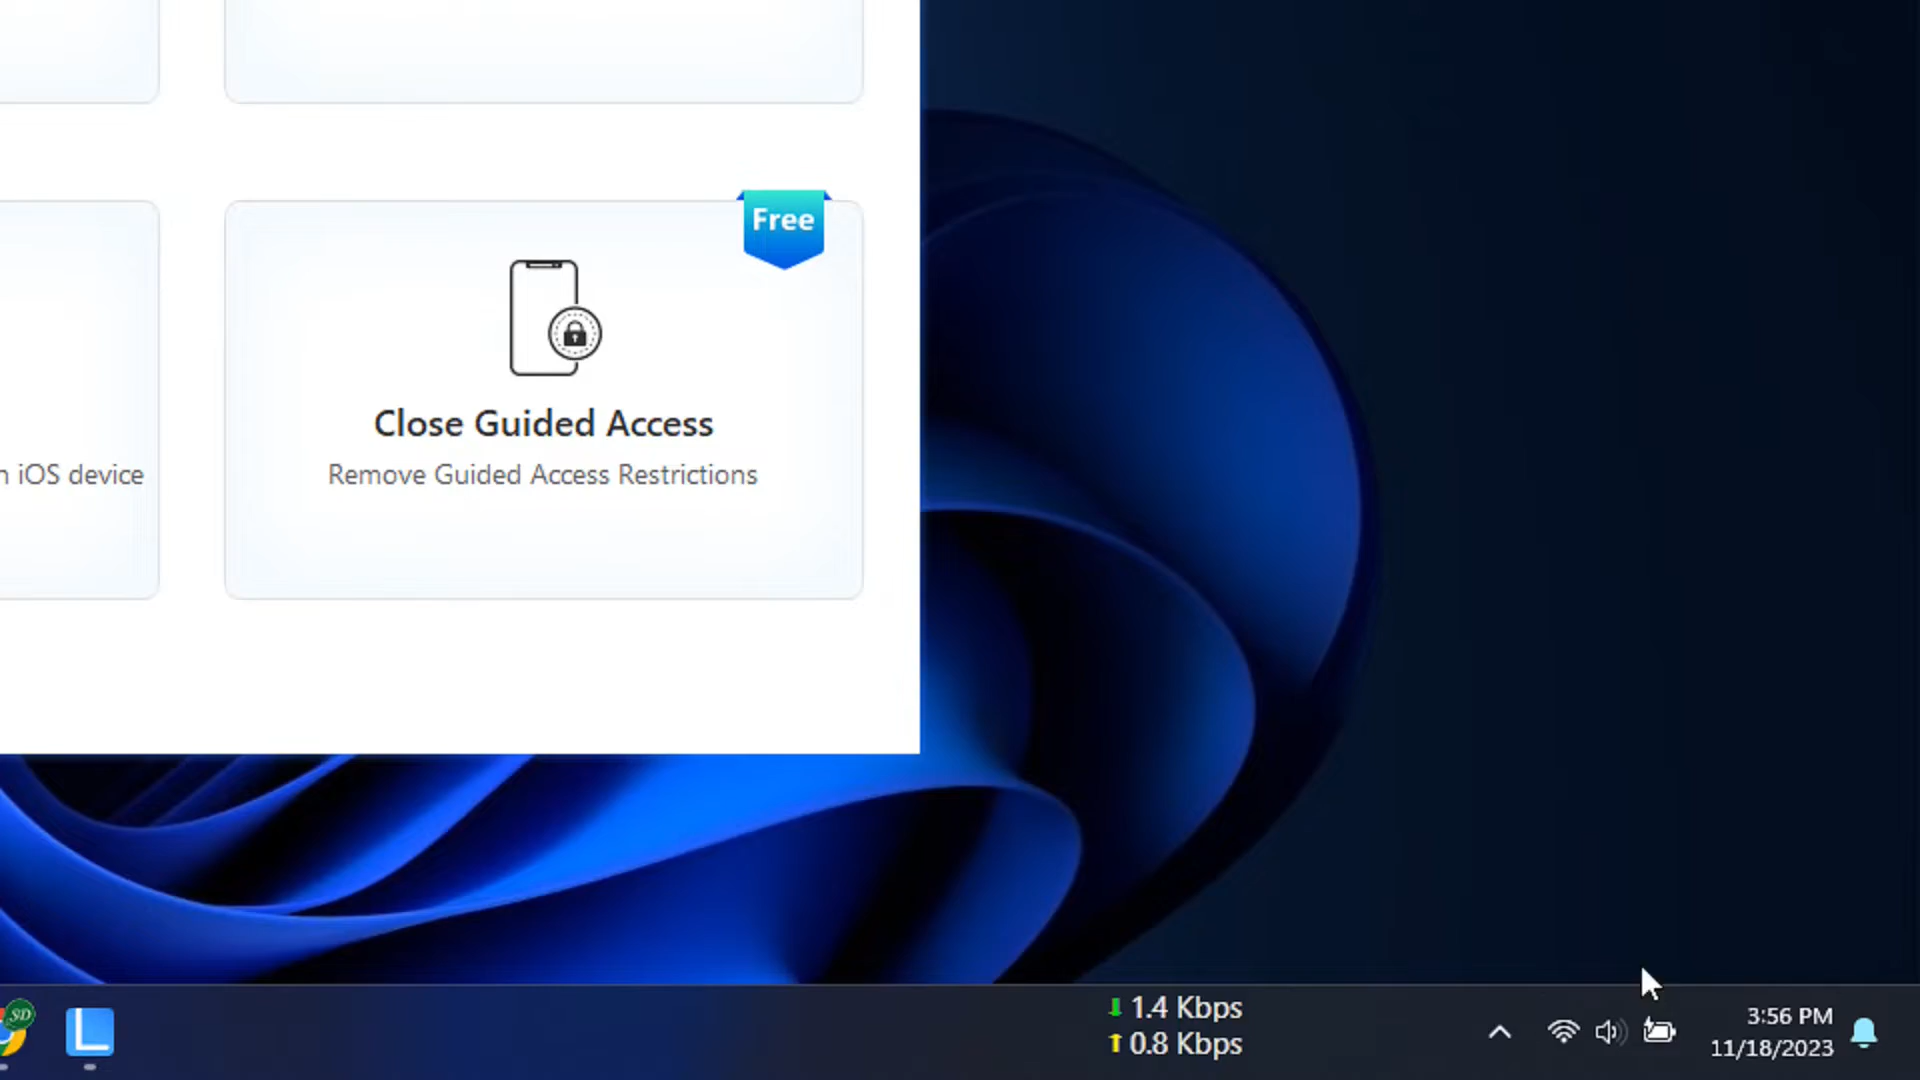 Free
Close Guided Access
Remove Guided Access Restrictions
iOS device
SD
1.4 Kbps
0.8 Kbps
3:56 PM
11/18/2023